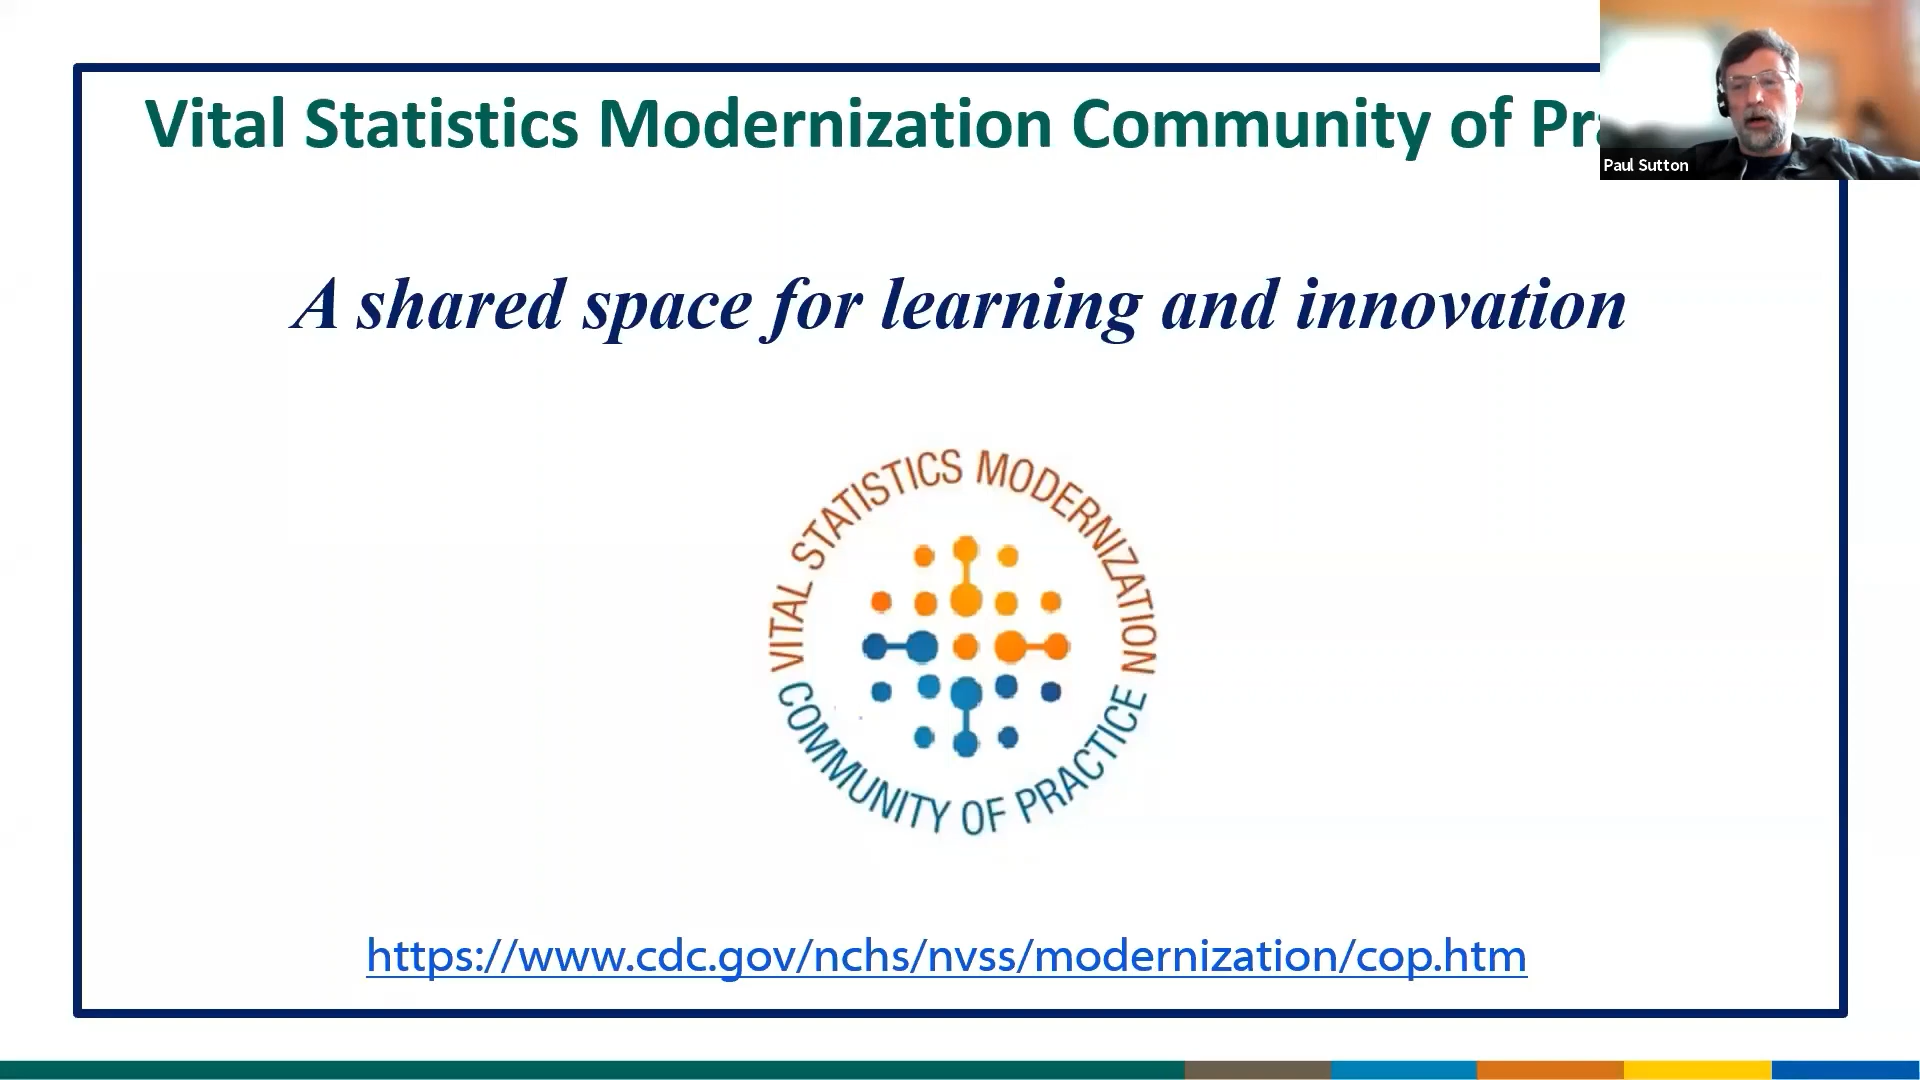 Vital Statistics Modernization Community of Pra
Paul Sutton
A shared space for learning and innovation
VITAL STATISTICS MODERNIZATION
COMMUNITY OF PRACTICE
https://www.cdc.gov/nchs/nvss/modernization/cop.htm